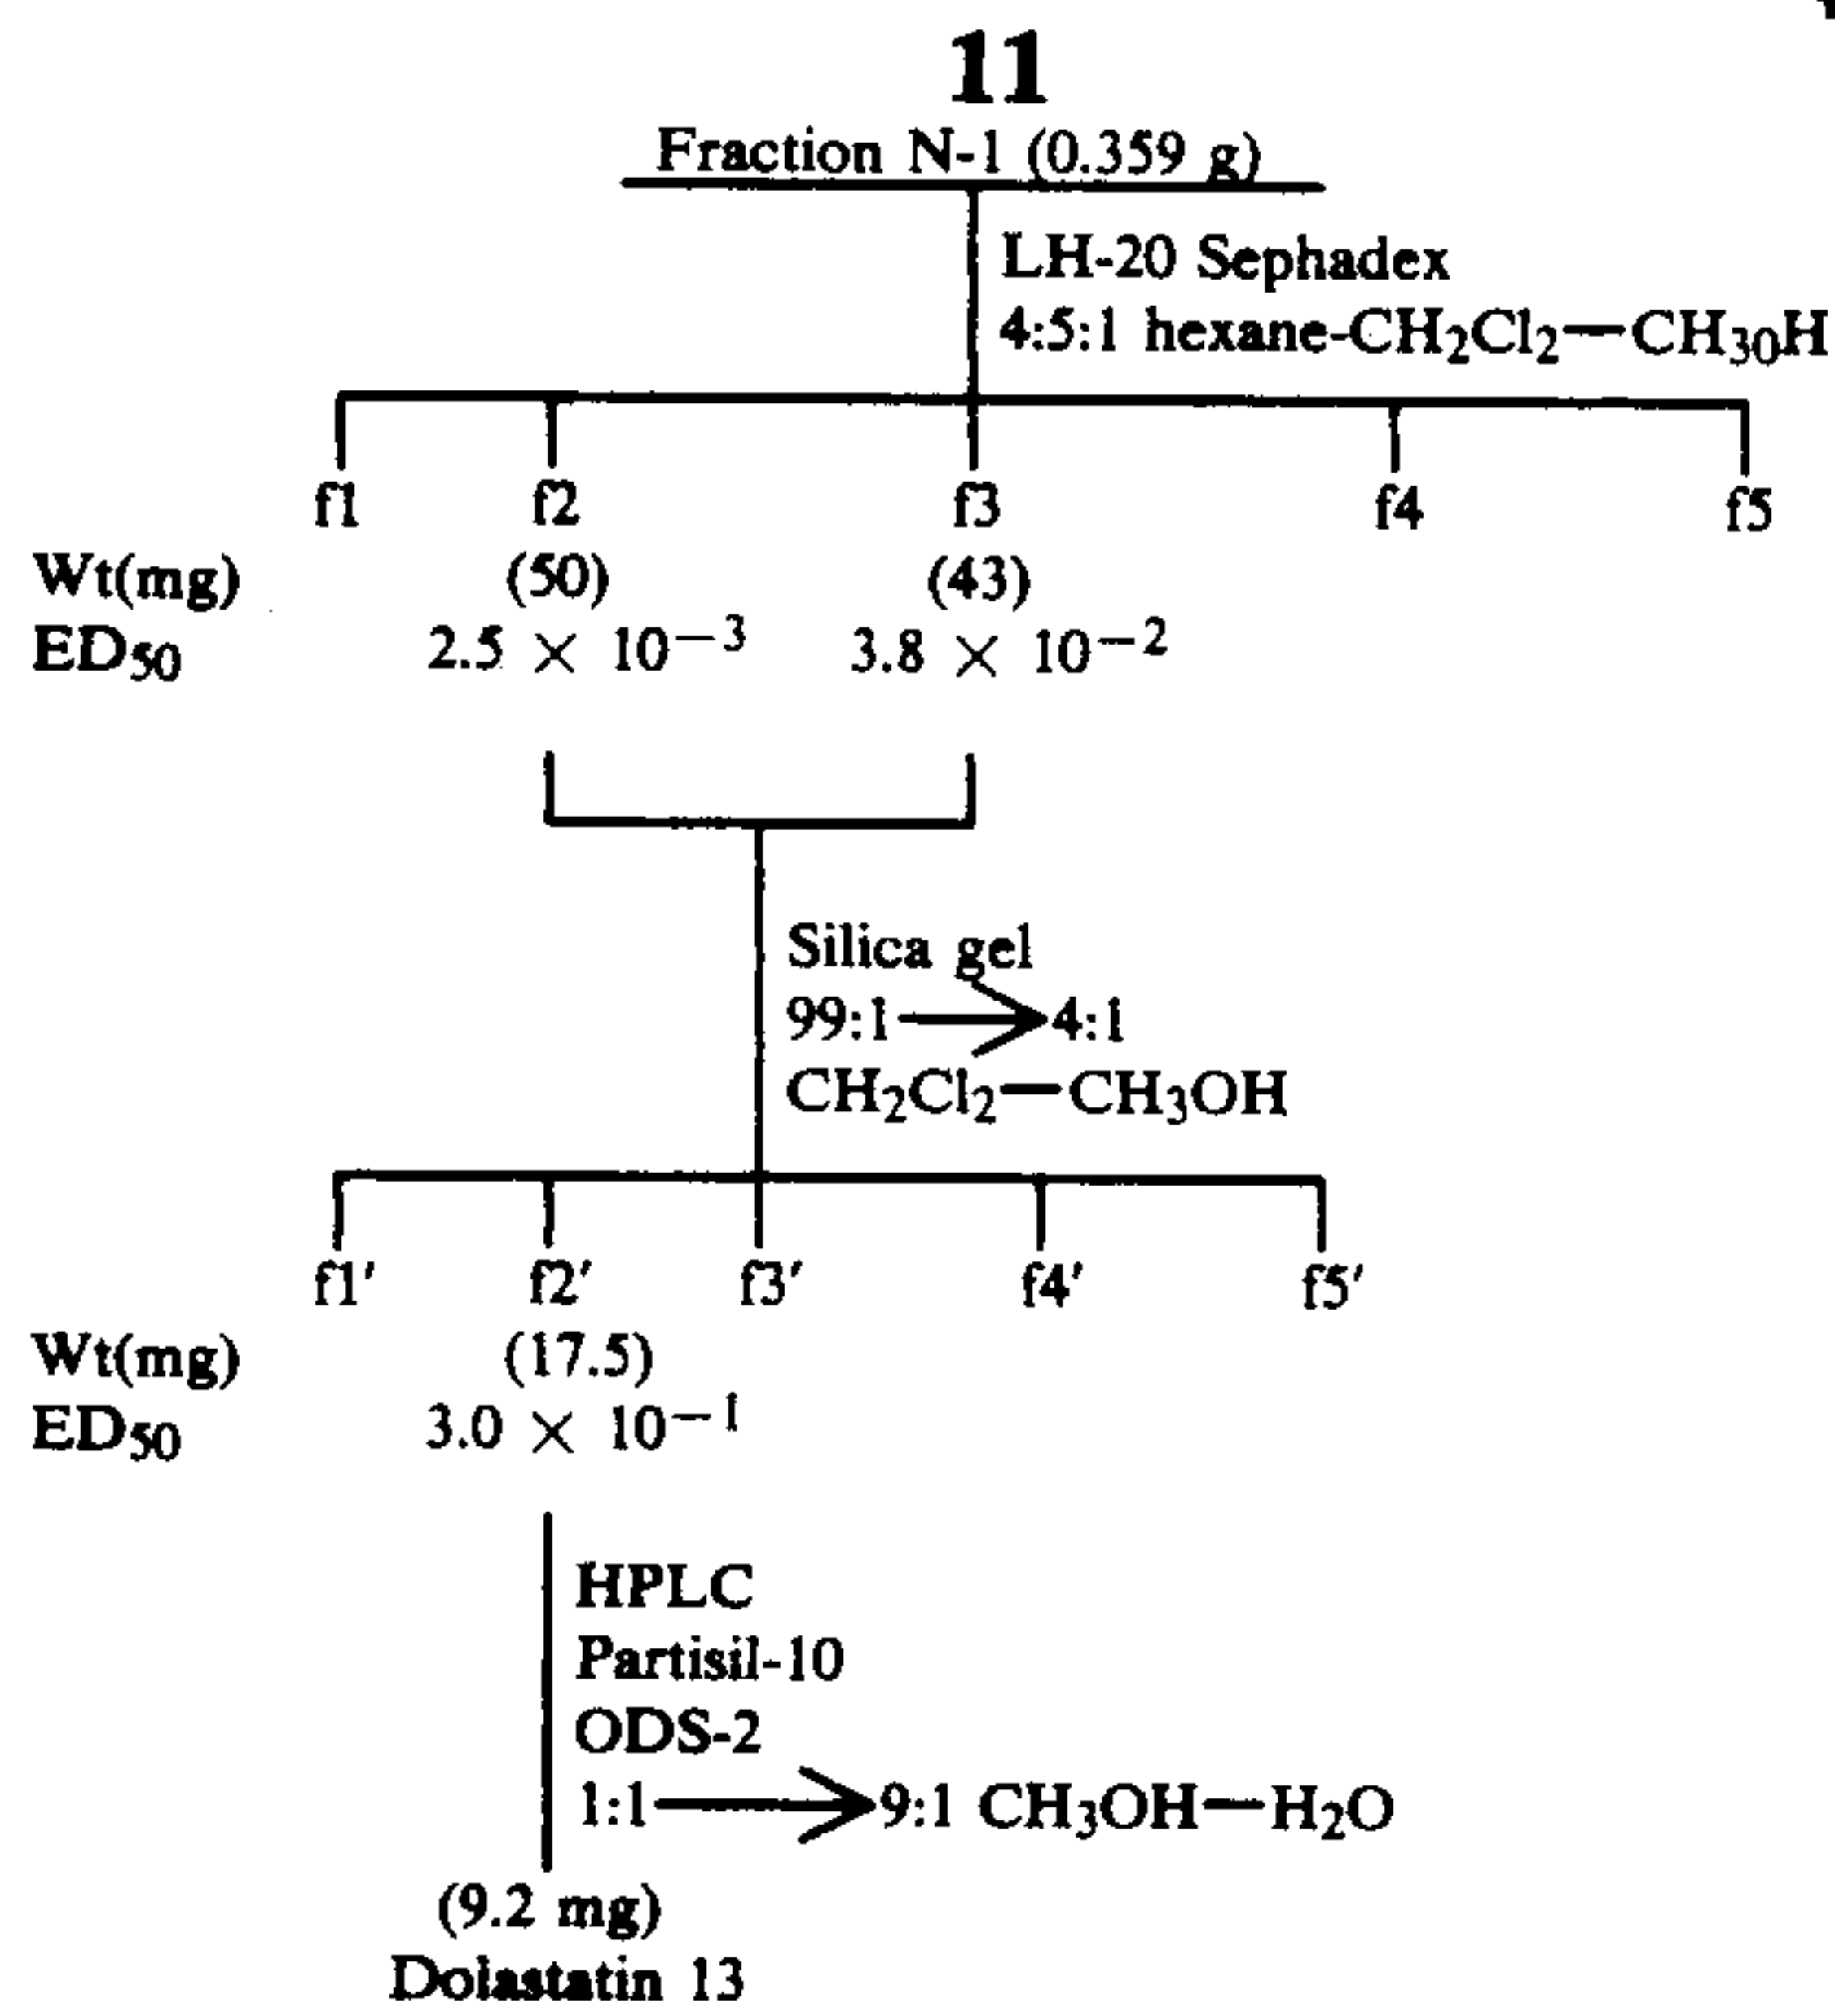 11
Fraction N-1 (0.359 g)
LH-20 Sephadex
4:5:1 hexane-CH₂Cl₂—CH₃₀H
f1 f2 f3 f4 f5
Wt(mg) (50) (43)
ED₅₀ 2.5 × 10⁻³ 3.8 × 10⁻²
Silica gel
99:1→4:1
CH₂Cl₂—CH₃OH
f1′ f2′ f3′ f4′ f5′
Wt(mg) (17.5)
ED₅₀ 3.0 × 10⁻¹
HPLC
Partisil-10
ODS-2
1:1→9:1 CH₃OH—H₂O
(9.2 mg)
Dolastatin 13